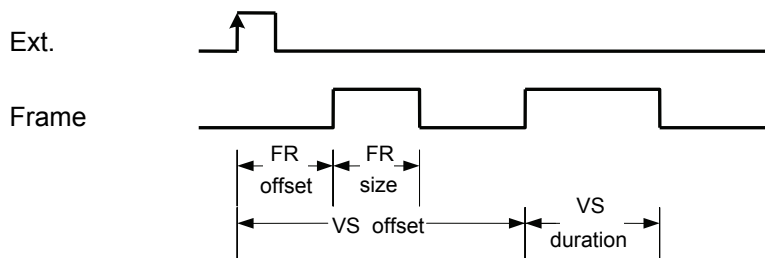 Ext.
Frame
FR
offset
FR
size
VS offset
VS
duration